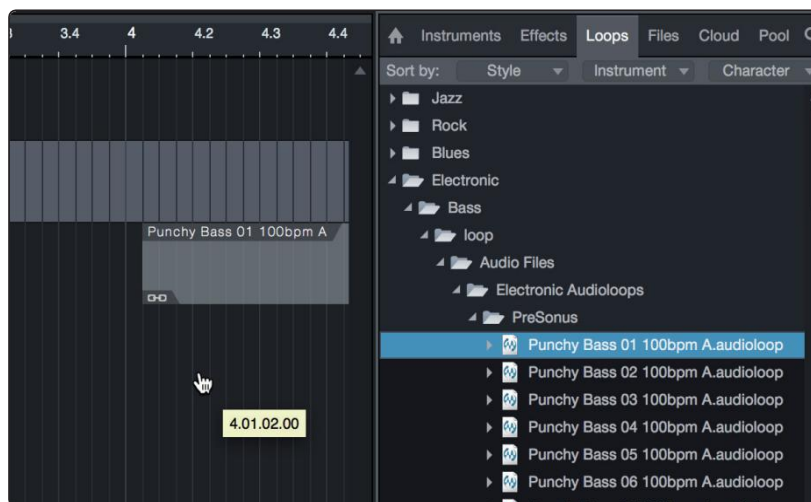 3.4 4 4.2 4.3 4.4
Instruments Effects Loops Files Cloud Pool
Sort by: Style Instrument Character
Jazz
Rock
Blues
Electronic
Bass
loop
Audio Files
Electronic Audioloops
PreSonus
Punchy Bass 01 100bpm A.audioloop
Punchy Bass 02 100bpm A.audioloop
Punchy Bass 03 100bpm A.audioloop
Punchy Bass 04 100bpm A.audioloop
Punchy Bass 05 100bpm A.audioloop
Punchy Bass 06 100bpm A.audioloop
Punchy Bass 01 100bpm A
4.01.02.00